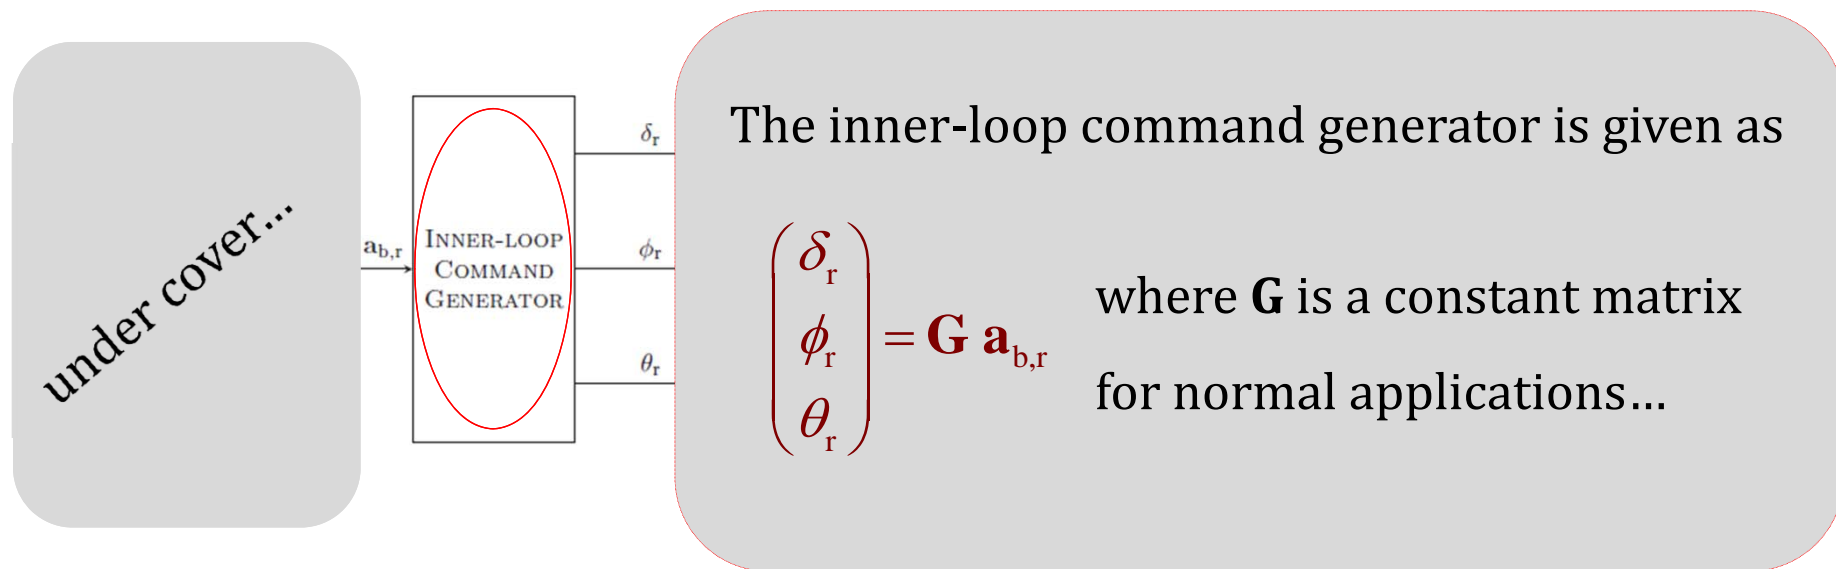 under cover...
a_b,r
INNER-LOOP
COMMAND
GENERATOR
δ_r
ϕ_r
θ_r
The inner-loop command generator is given as
(δ_r
ϕ_r
θ_r) = G a_b,r
where G is a constant matrix
for normal applications...